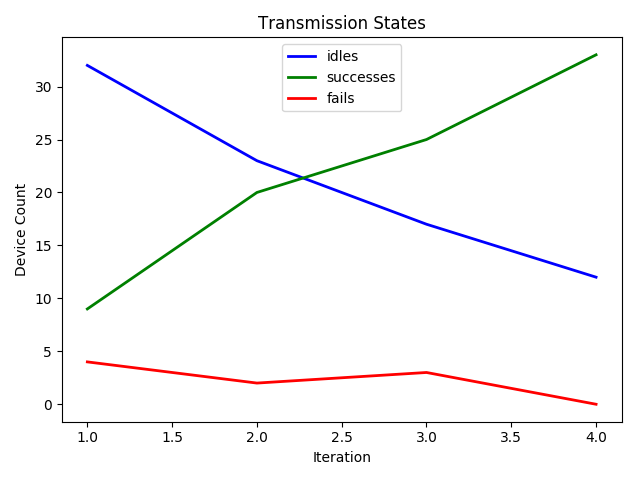 Transmission States
idles
successes
fails
Device Count
30
25
20
15
10
5
0
1.0 1.5 2.0 2.5 3.0 3.5 4.0
Iteration